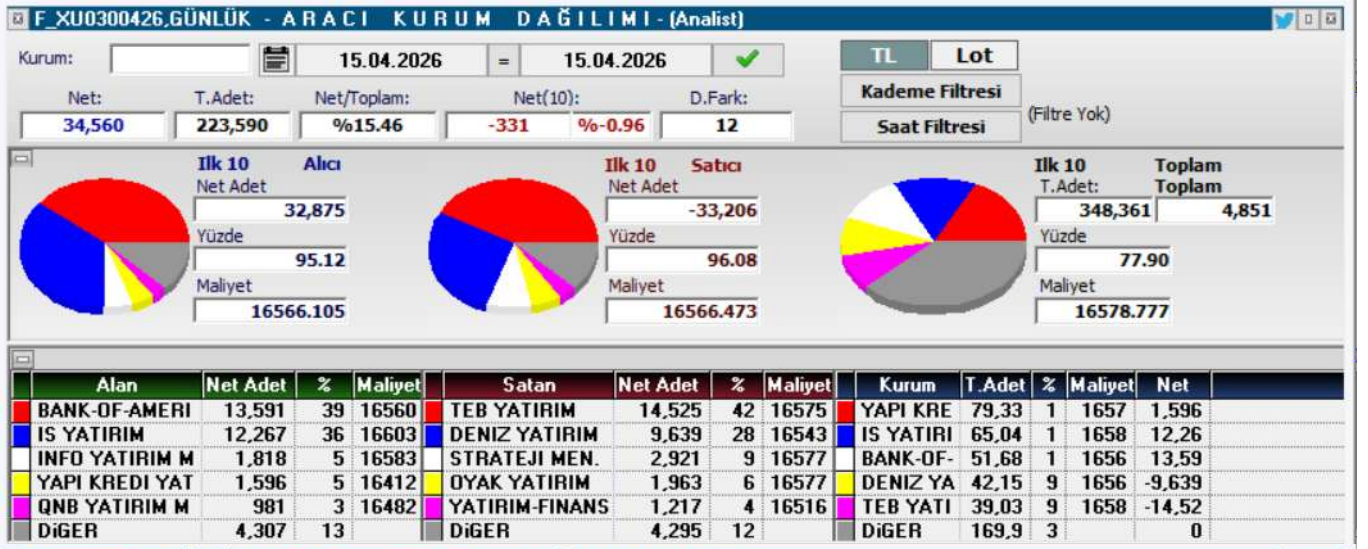 F_XU0300426,GÜNLÜK - A R A C I K U R U M D A Ğ I L I M I - (Analist)
Kurum: 15.04.2026 = 15.04.2026 TL Lot
Kademe Filtresi
Net: T.Adet: Net/Toplam: Net(10): D.Fark:
34,560 223,590 %15.46 -331 %-0.96 12 Saat Filtresi (Filtre Yok)
Ilk 10 Alıcı Ilk 10 Satıcı Ilk 10 Toplam
Net Adet Net Adet T.Adet: Toplam
32,875 -33,206 348,361 4,851
Yüzde Yüzde Yüzde
95.12 96.08 77.90
Maliyet Maliyet Maliyet
16566.105 16566.473 16578.777
Alan Net Adet % Maliyet Satan Net Adet % Maliyet Kurum T.Adet % Maliyet Net
BANK-OF-AMERI 13,591 39 16560 TEB YATIRIM 14,525 42 16575 YAPI KRE 79,33 1 1657 1,596
IS YATIRIM 12,267 36 16603 DENIZ YATIRIM 9,639 28 16543 IS YATIRI 65,04 1 1658 12,26
INFO YATIRIM M 1,818 5 16583 STRATEJI MEN. 2,921 9 16577 BANK-OF- 51,68 1 1656 13,59
YAPI KREDI YAT 1,596 5 16412 OYAK YATIRIM 1,963 6 16577 DENIZ YA 42,15 9 1656 -9,639
QNB YATIRIM M 981 3 16482 YATIRIM-FINANS 1,217 4 16516 TEB YATI 39,03 9 1658 -14,52
DiGER 4,307 13 DiGER 4,295 12 DiGER 169,9 3 0